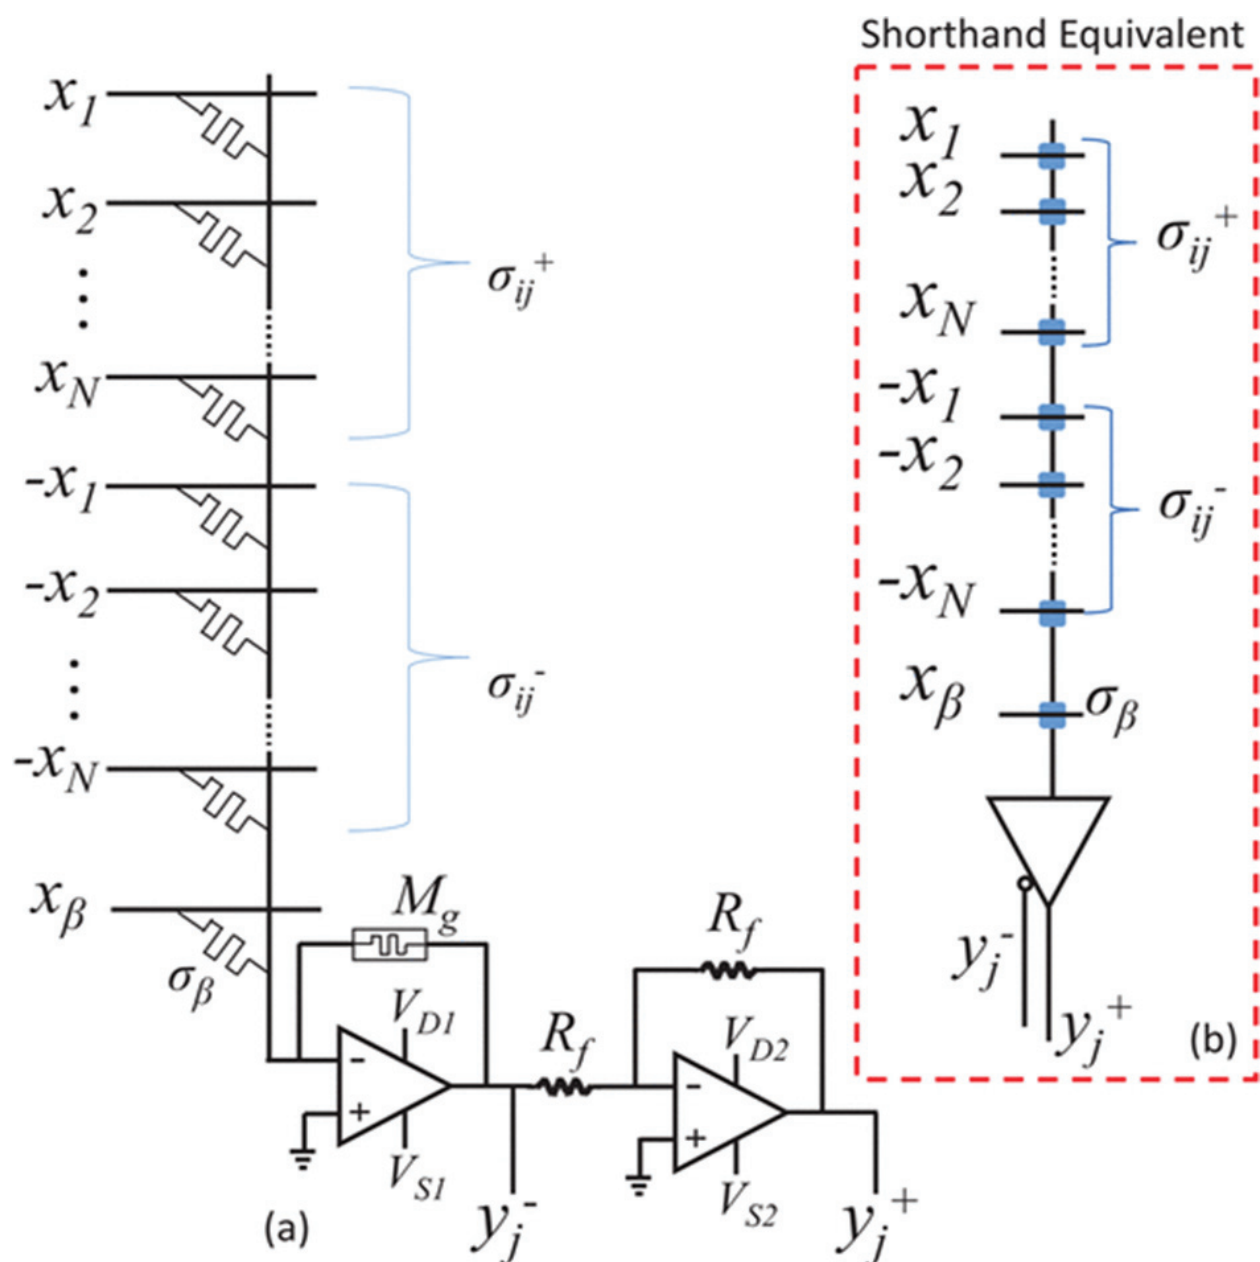 x1
x2
⋮
xN
-x1
-x2
⋮
-xN
xβ
σij+
σij-
σβ
Mg
VD1
-
+
VS1
Rf
Rf
VD2
-
+
VS2
yj-
yj+
(a)
Shorthand Equivalent
x1
x2
xN
-x1
-x2
-xN
xβ
σij+
σij-
σβ
yj-
yj+
(b)